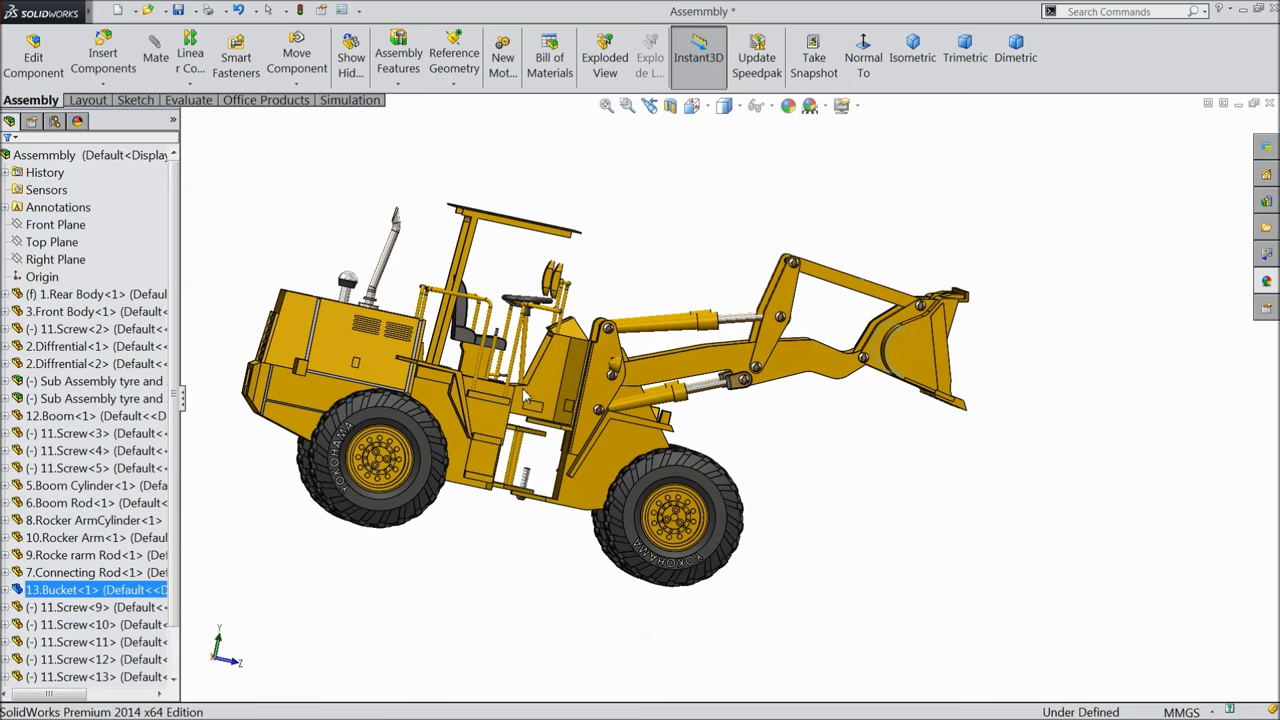 SOLIDWORKS
Assemmbly *
Search Commands
Edit Component
Insert Components
Mate
Linea r Co...
Smart Fasteners
Move Component
Show Hid...
Assembly Features
Reference Geometry
New Mot...
Bill of Materials
Exploded View
Explo de L...
Instant3D
Update Speedpak
Take Snapshot
Normal To
Isometric
Trimetric
Dimetric
Assembly
Layout
Sketch
Evaluate
Office Products
Simulation
Assemmbly (Default<Display
History
Sensors
Annotations
Front Plane
Top Plane
Right Plane
Origin
(f) 1.Rear Body<1> (Defaul
3.Front Body<1> (Default<
(-) 11.Screw<2> (Default<
2.Diffrential<1> (Default<
2.Diffrential<2> (Default<
(-) Sub Assembly tyre and
(-) Sub Assembly tyre and
12.Boom<1> (Default<<D
(-) 11.Screw<3> (Default<
(-) 11.Screw<4> (Default<
(-) 11.Screw<5> (Default<
5.Boom Cylinder<1> (Def
6.Boom Rod<1> (Default
8.Rocker ArmCylinder<1>
10.Rocker Arm<1> (Defau
9.Rocke rarm Rod<1> (De
7.Connecting Rod<1> (De
13.Bucket<1> (Default<<D
(-) 11.Screw<9> (Default<
(-) 11.Screw<10> (Default
(-) 11.Screw<11> (Default
(-) 11.Screw<12> (Default
(-) 11.Screw<13> (Default
YOKOHAMA
YOKOHAMA
Y
Z
SolidWorks Premium 2014 x64 Edition
Under Defined
MMGS